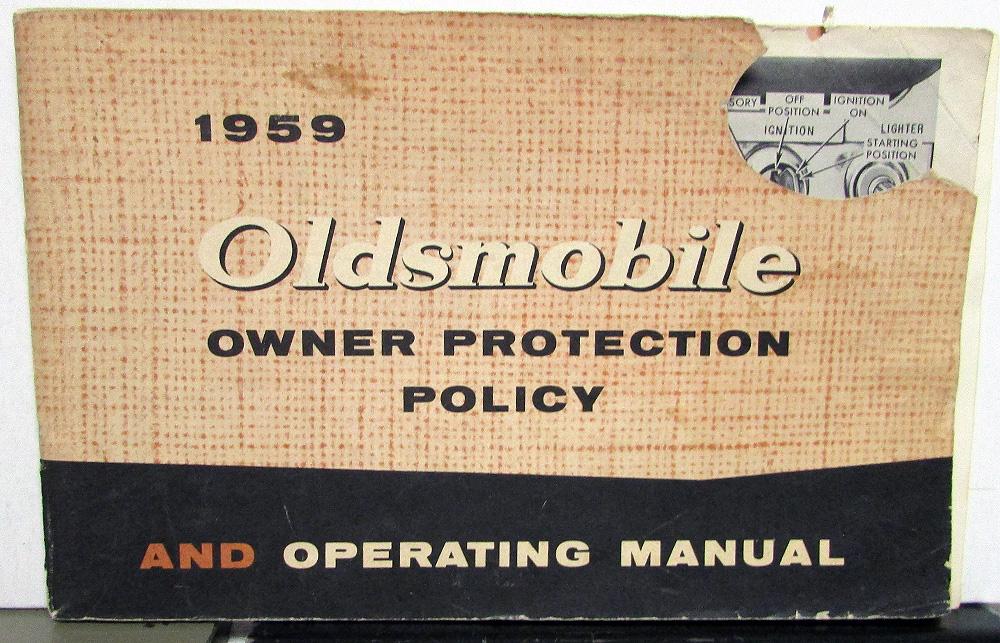 1959
Oldsmobile
OWNER PROTECTION
POLICY
AND OPERATING MANUAL
SORY
OFF
POSITION
IGNITION
ON
IGNITION
LIGHTER
STARTING
POSITION